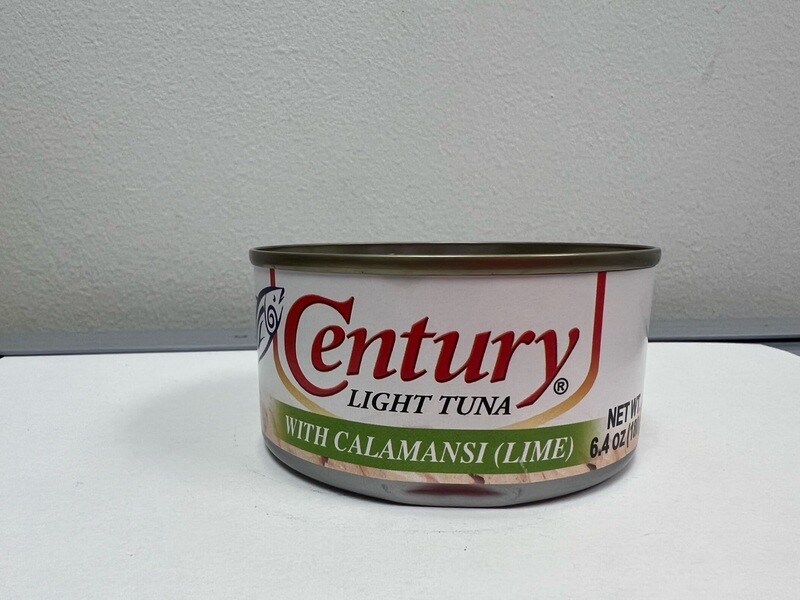 Century®
LIGHT TUNA
WITH CALAMANSI (LIME)
NET WT.
6.4 oz